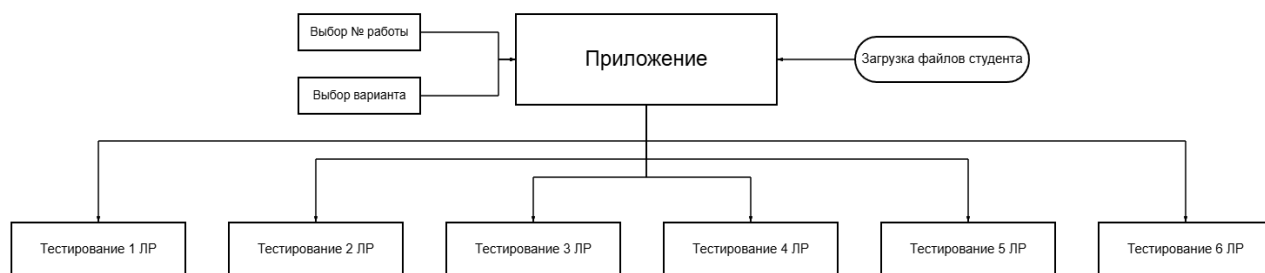 Выбор № работы
Приложение
Загрузка файлов студента
Выбор варианта
Тестирование 1 ЛР
Тестирование 2 ЛР
Тестирование 3 ЛР
Тестирование 4 ЛР
Тестирование 5 ЛР
Тестирование 6 ЛР